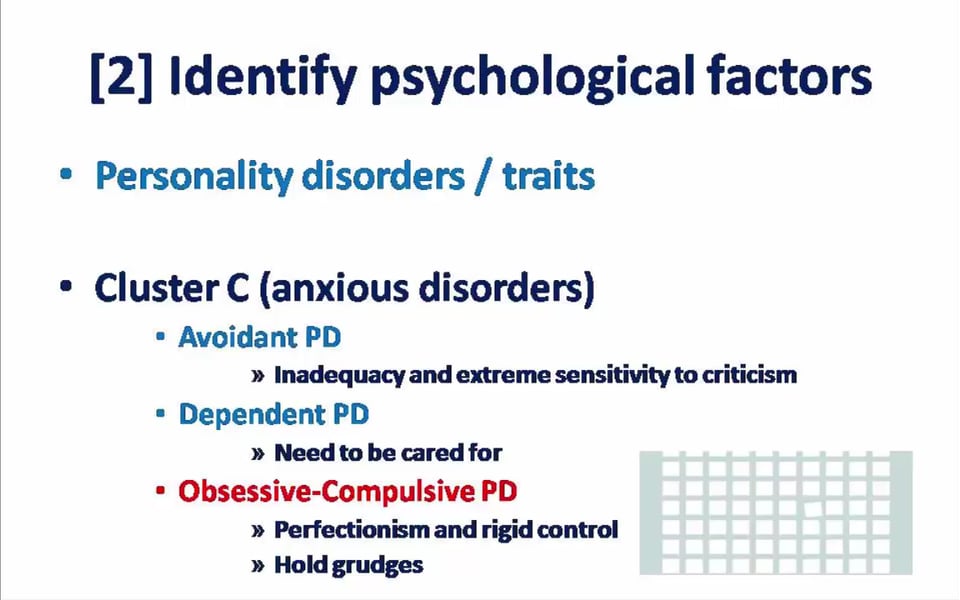 [2] Identify psychological factors
• Personality disorders / traits
• Cluster C (anxious disorders)
• Avoidant PD
» Inadequacy and extreme sensitivity to criticism
• Dependent PD
» Need to be cared for
• Obsessive-Compulsive PD
» Perfectionism and rigid control
» Hold grudges